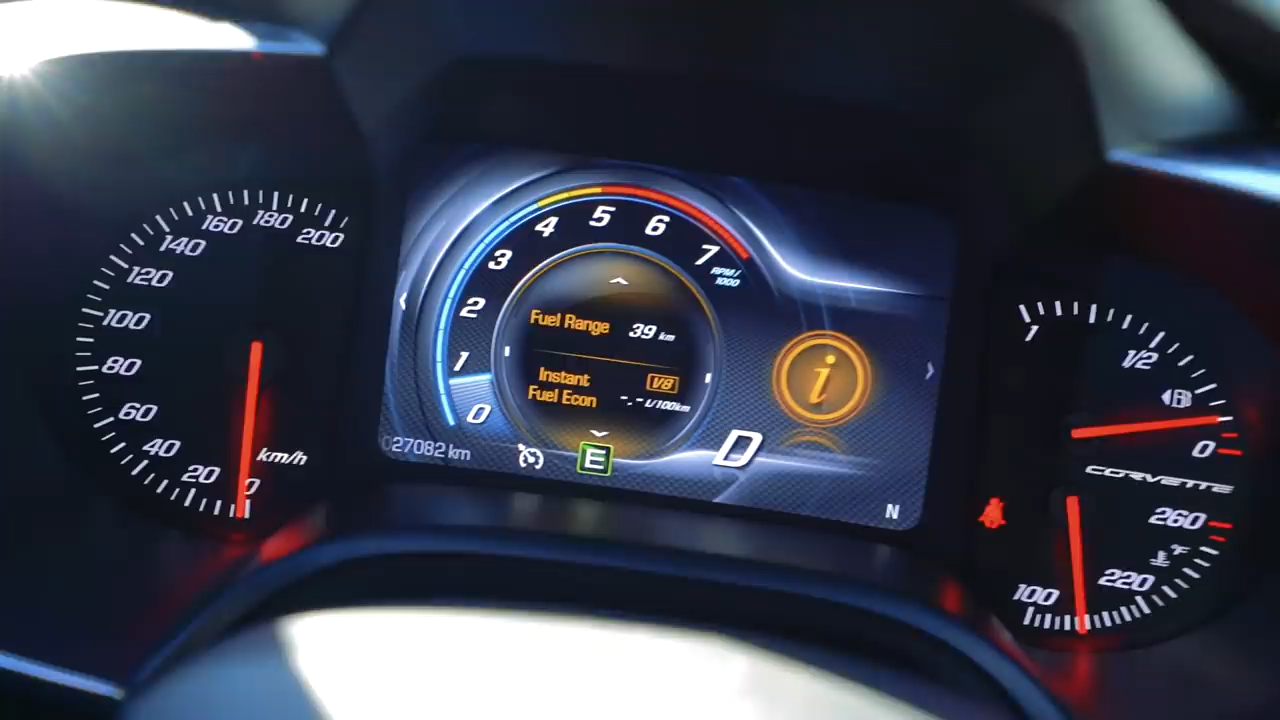 200
180
160
140
120
100
80
60
40
20
0
km/h
0
1
2
3
4
5
6
7
RPM/
1000
Fuel Range 39 km
Instant
Fuel Econ
V8
-.- L/100km
i
027082 km
E
D
N
1
1/2
0
CORVETTE
260
°F
220
100